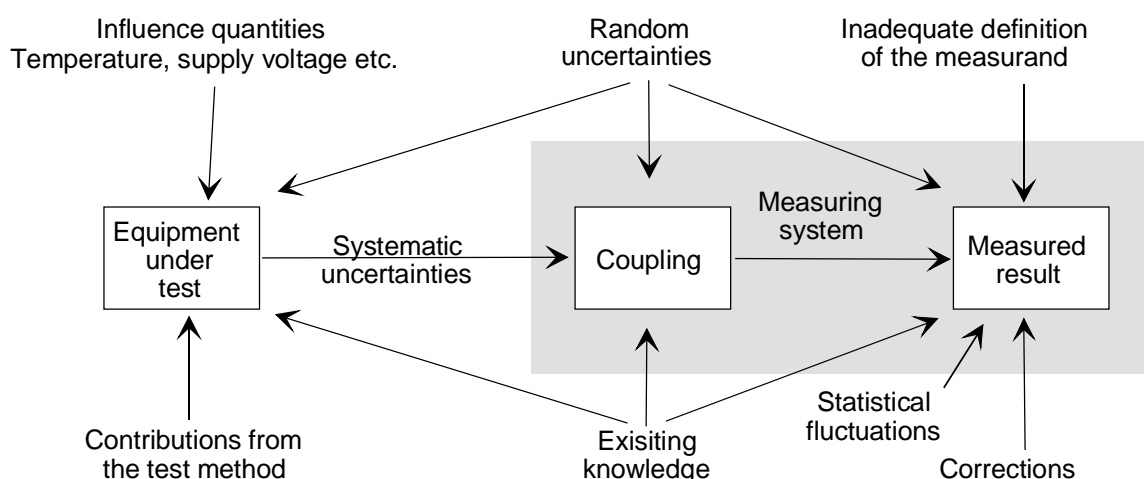 Influence quantities
Temperature, supply voltage etc.
Random
uncertainties
Inadequate definition
of the measurand
Equipment
under
test
Systematic
uncertainties
Coupling
Measuring
system
Measured
result
Contributions from
the test method
Exisiting
knowledge
Statistical
fluctuations
Corrections